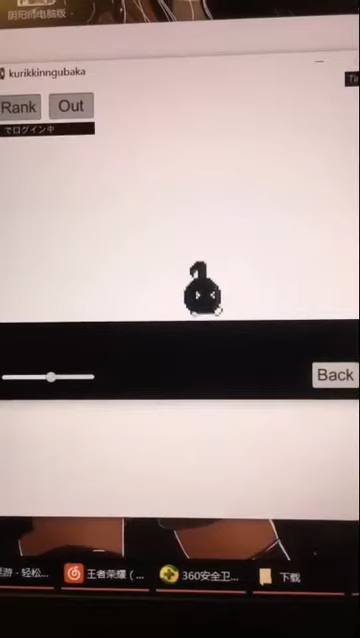 阴阳师电脑版
kurikkinngubaka
Rank
Out
でログイン中
Back
王者荣耀 (...
360安全卫...
下载